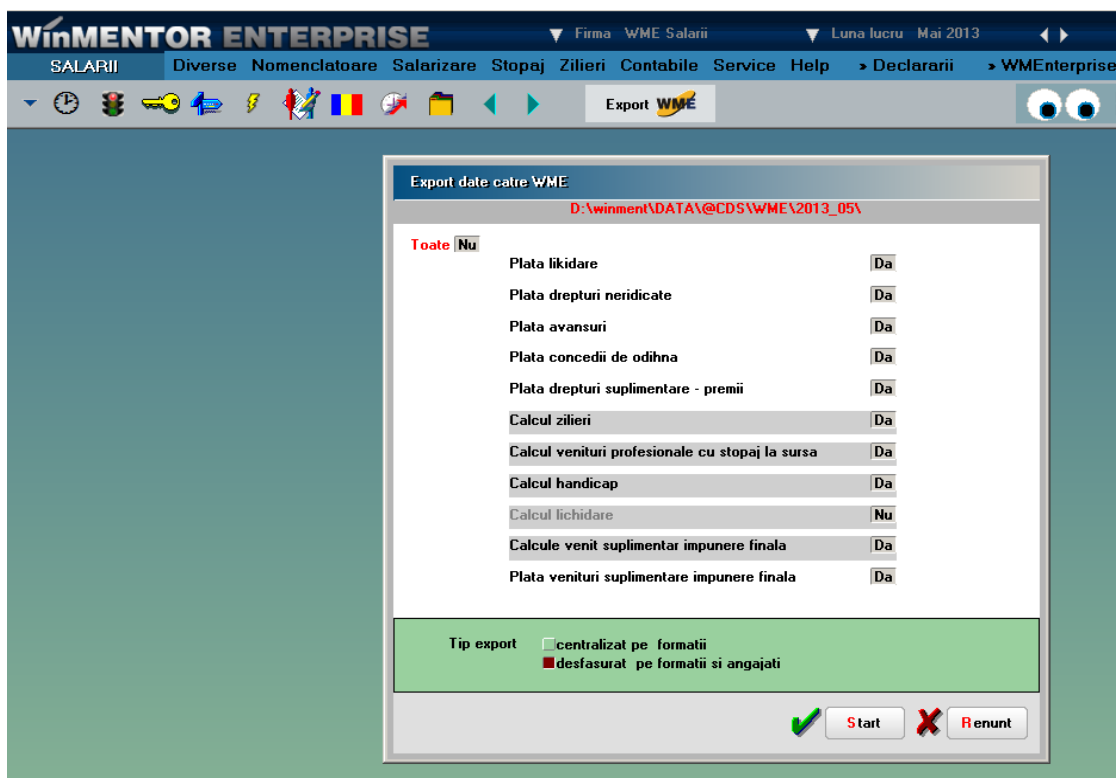 WinMENTOR ENTERPRISE
Firma WME Salarii
Luna lucru Mai 2013
SALARII Diverse Nomenclatoare Salarizare Stopaj Zilieri Contabile Service Help » Declararii » WMEnterprise
Export WME
Export date catre WME
D:\winment\DATA\@CDS\WME\2013_05\
Toate Nu
Plata likidare Da
Plata drepturi neridicate Da
Plata avansuri Da
Plata concedii de odihna Da
Plata drepturi suplimentare - premii Da
Calcul zilieri Da
Calcul venituri profesionale cu stopaj la sursa Da
Calcul handicap Da
Calcul lichidare Nu
Calcule venit suplimentar impunere finala Da
Plata venituri suplimentare impunere finala Da
Tip export centralizat pe formatii
desfasurat pe formatii si angajati
Start Renunt